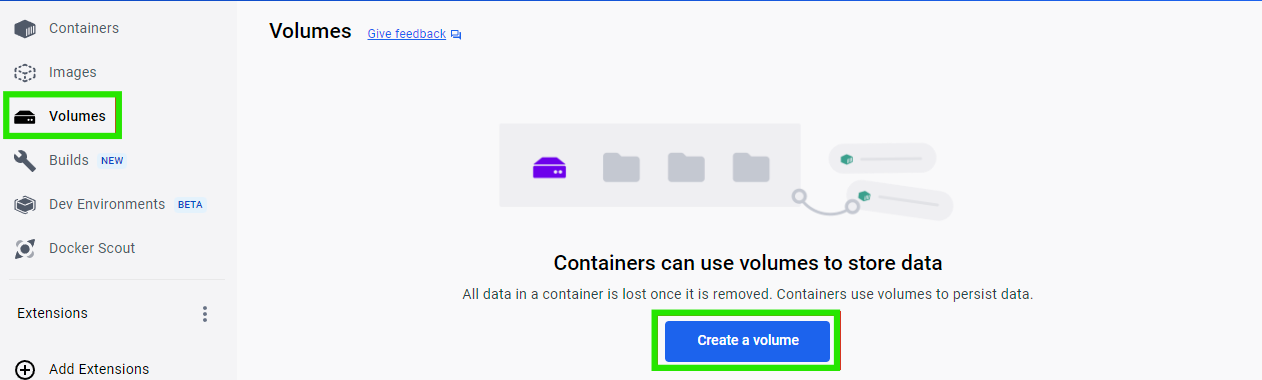 Containers
Images
Volumes
Builds NEW
Dev Environments BETA
Docker Scout
Extensions
Add Extensions
Volumes Give feedback
Containers can use volumes to store data
All data in a container is lost once it is removed. Containers use volumes to persist data.
Create a volume